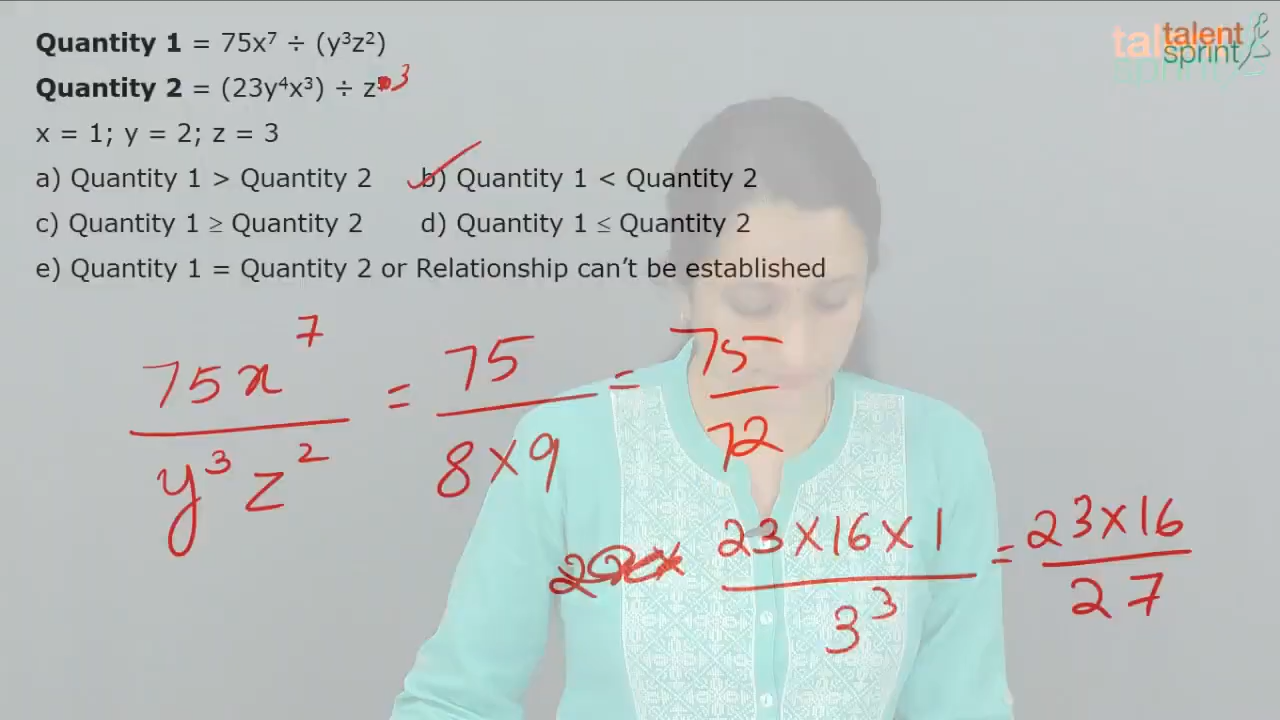 talent
sprint
Quantity 1 = 75x⁷ ÷ (y³z²)
Quantity 2 = (23y⁴x³) ÷ z³
x = 1; y = 2; z = 3
a) Quantity 1 > Quantity 2 b) Quantity 1 < Quantity 2
c) Quantity 1 ≥ Quantity 2 d) Quantity 1 ≤ Quantity 2
e) Quantity 1 = Quantity 2 or Relationship can't be established
75x⁷ / y³z² = 75 / 8×9 = 75 / 72
23×16×1 / 3³ = 23×16 / 27